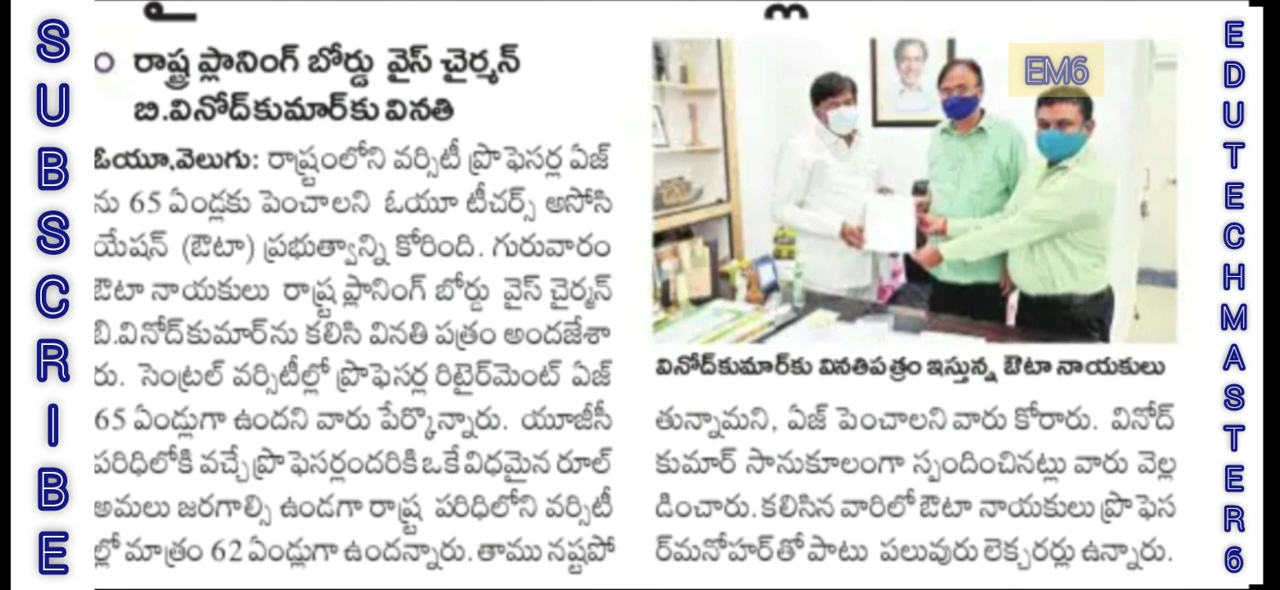 SUBSCRIBE
రాష్ట్ర ప్లానింగ్ బోర్డు వైస్ చైర్మన్
బి.వినోద్‌కుమార్‌కు వినతి
ఓయూ,వెలుగు: రాష్ట్రంలోని వర్సిటీ ప్రొఫెసర్ల ఏజ్
ను 65 ఏండ్లకు పెంచాలని ఓయూ టీచర్స్ అసోసి
యేషన్ (ఔటా) ప్రభుత్వాన్ని కోరింది. గురువారం
ఔటా నాయకులు రాష్ట్ర ప్లానింగ్ బోర్డు వైస్ చైర్మన్
బి.వినోద్‌కుమార్‌ను కలిసి వినతి పత్రం అందజేశా
రు. సెంట్రల్ వర్సిటీల్లో ప్రొఫెసర్ల రిటైర్‌మెంట్ ఏజ్
65 ఏండ్లుగా ఉందని వారు పేర్కొన్నారు. యూజీసీ
పరిధిలోకి వచ్చే ప్రొఫెసర్లందరికి ఒకే విధమైన రూల్
అమలు జరగాల్సి ఉండగా రాష్ట్ర పరిధిలోని వర్సిటీ
ల్లో మాత్రం 62 ఏండ్లుగా ఉందన్నారు. తాము నష్టపో
EM6
వినోద్‌కుమార్‌కు వినతిపత్రం ఇస్తున్న ఔటా నాయకులు
తున్నామని, ఏజ్ పెంచాలని వారు కోరారు. వినోద్
కుమార్ సానుకూలంగా స్పందించినట్లు వారు వెల్ల
డించారు. కలిసిన వారిలో ఔటా నాయకులు ప్రొఫెస
ర్‌మనోహర్‌తో పాటు పలువురు లెక్చరర్లు ఉన్నారు.
EDUTECHMASTER6